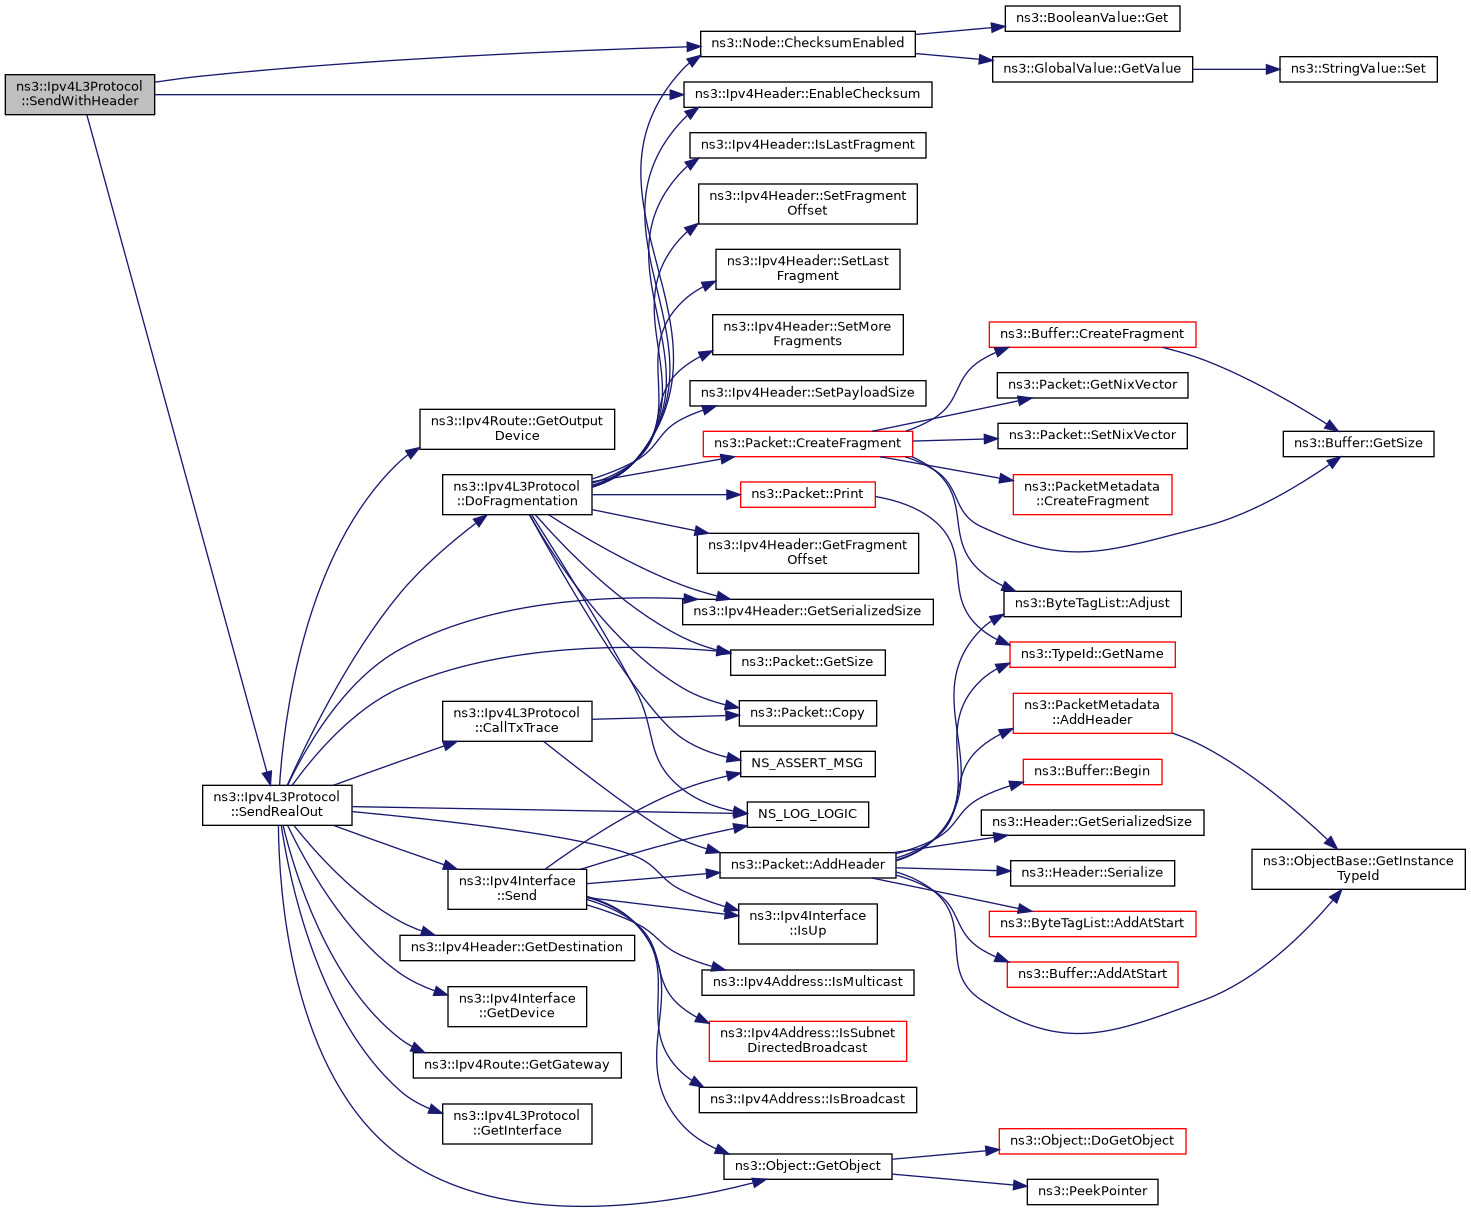 ns3::Ipv4L3Protocol
::SendWithHeader
ns3::Node::ChecksumEnabled
ns3::BooleanValue::Get
ns3::GlobalValue::GetValue
ns3::StringValue::Set
ns3::Ipv4Header::EnableChecksum
ns3::Ipv4Header::IsLastFragment
ns3::Ipv4Header::SetFragment
Offset
ns3::Ipv4Header::SetLast
Fragment
ns3::Ipv4Header::SetMore
Fragments
ns3::Ipv4Header::SetPayloadSize
ns3::Ipv4Route::GetOutput
Device
ns3::Ipv4L3Protocol
::DoFragmentation
ns3::Packet::CreateFragment
ns3::Buffer::CreateFragment
ns3::Packet::GetNixVector
ns3::Packet::SetNixVector
ns3::PacketMetadata
::CreateFragment
ns3::Buffer::GetSize
ns3::Packet::Print
ns3::Ipv4Header::GetFragment
Offset
ns3::Ipv4Header::GetSerializedSize
ns3::ByteTagList::Adjust
ns3::Packet::GetSize
ns3::TypeId::GetName
ns3::Ipv4L3Protocol
::CallTxTrace
ns3::Packet::Copy
ns3::PacketMetadata
::AddHeader
NS_ASSERT_MSG
ns3::Buffer::Begin
ns3::Ipv4L3Protocol
::SendRealOut
NS_LOG_LOGIC
ns3::Header::GetSerializedSize
ns3::Packet::AddHeader
ns3::Header::Serialize
ns3::ObjectBase::GetInstance
TypeId
ns3::Ipv4Interface
::Send
ns3::Ipv4Interface
::IsUp
ns3::ByteTagList::AddAtStart
ns3::Ipv4Header::GetDestination
ns3::Ipv4Address::IsMulticast
ns3::Buffer::AddAtStart
ns3::Ipv4Interface
::GetDevice
ns3::Ipv4Address::IsSubnet
DirectedBroadcast
ns3::Ipv4Route::GetGateway
ns3::Ipv4Address::IsBroadcast
ns3::Ipv4L3Protocol
::GetInterface
ns3::Object::GetObject
ns3::Object::DoGetObject
ns3::PeekPointer